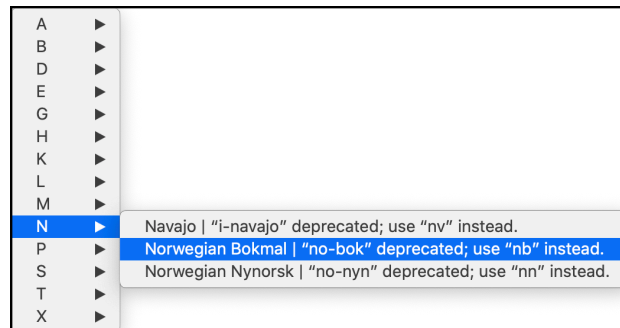 A ▶
B ▶
D ▶
E ▶
G ▶
H ▶
K ▶
L ▶
M ▶
N ▶
Navajo | “i-navajo” deprecated; use “nv” instead.
Norwegian Bokmal | “no-bok” deprecated; use “nb” instead.
Norwegian Nynorsk | “no-nyn” deprecated; use “nn” instead.
P ▶
S ▶
T ▶
X ▶